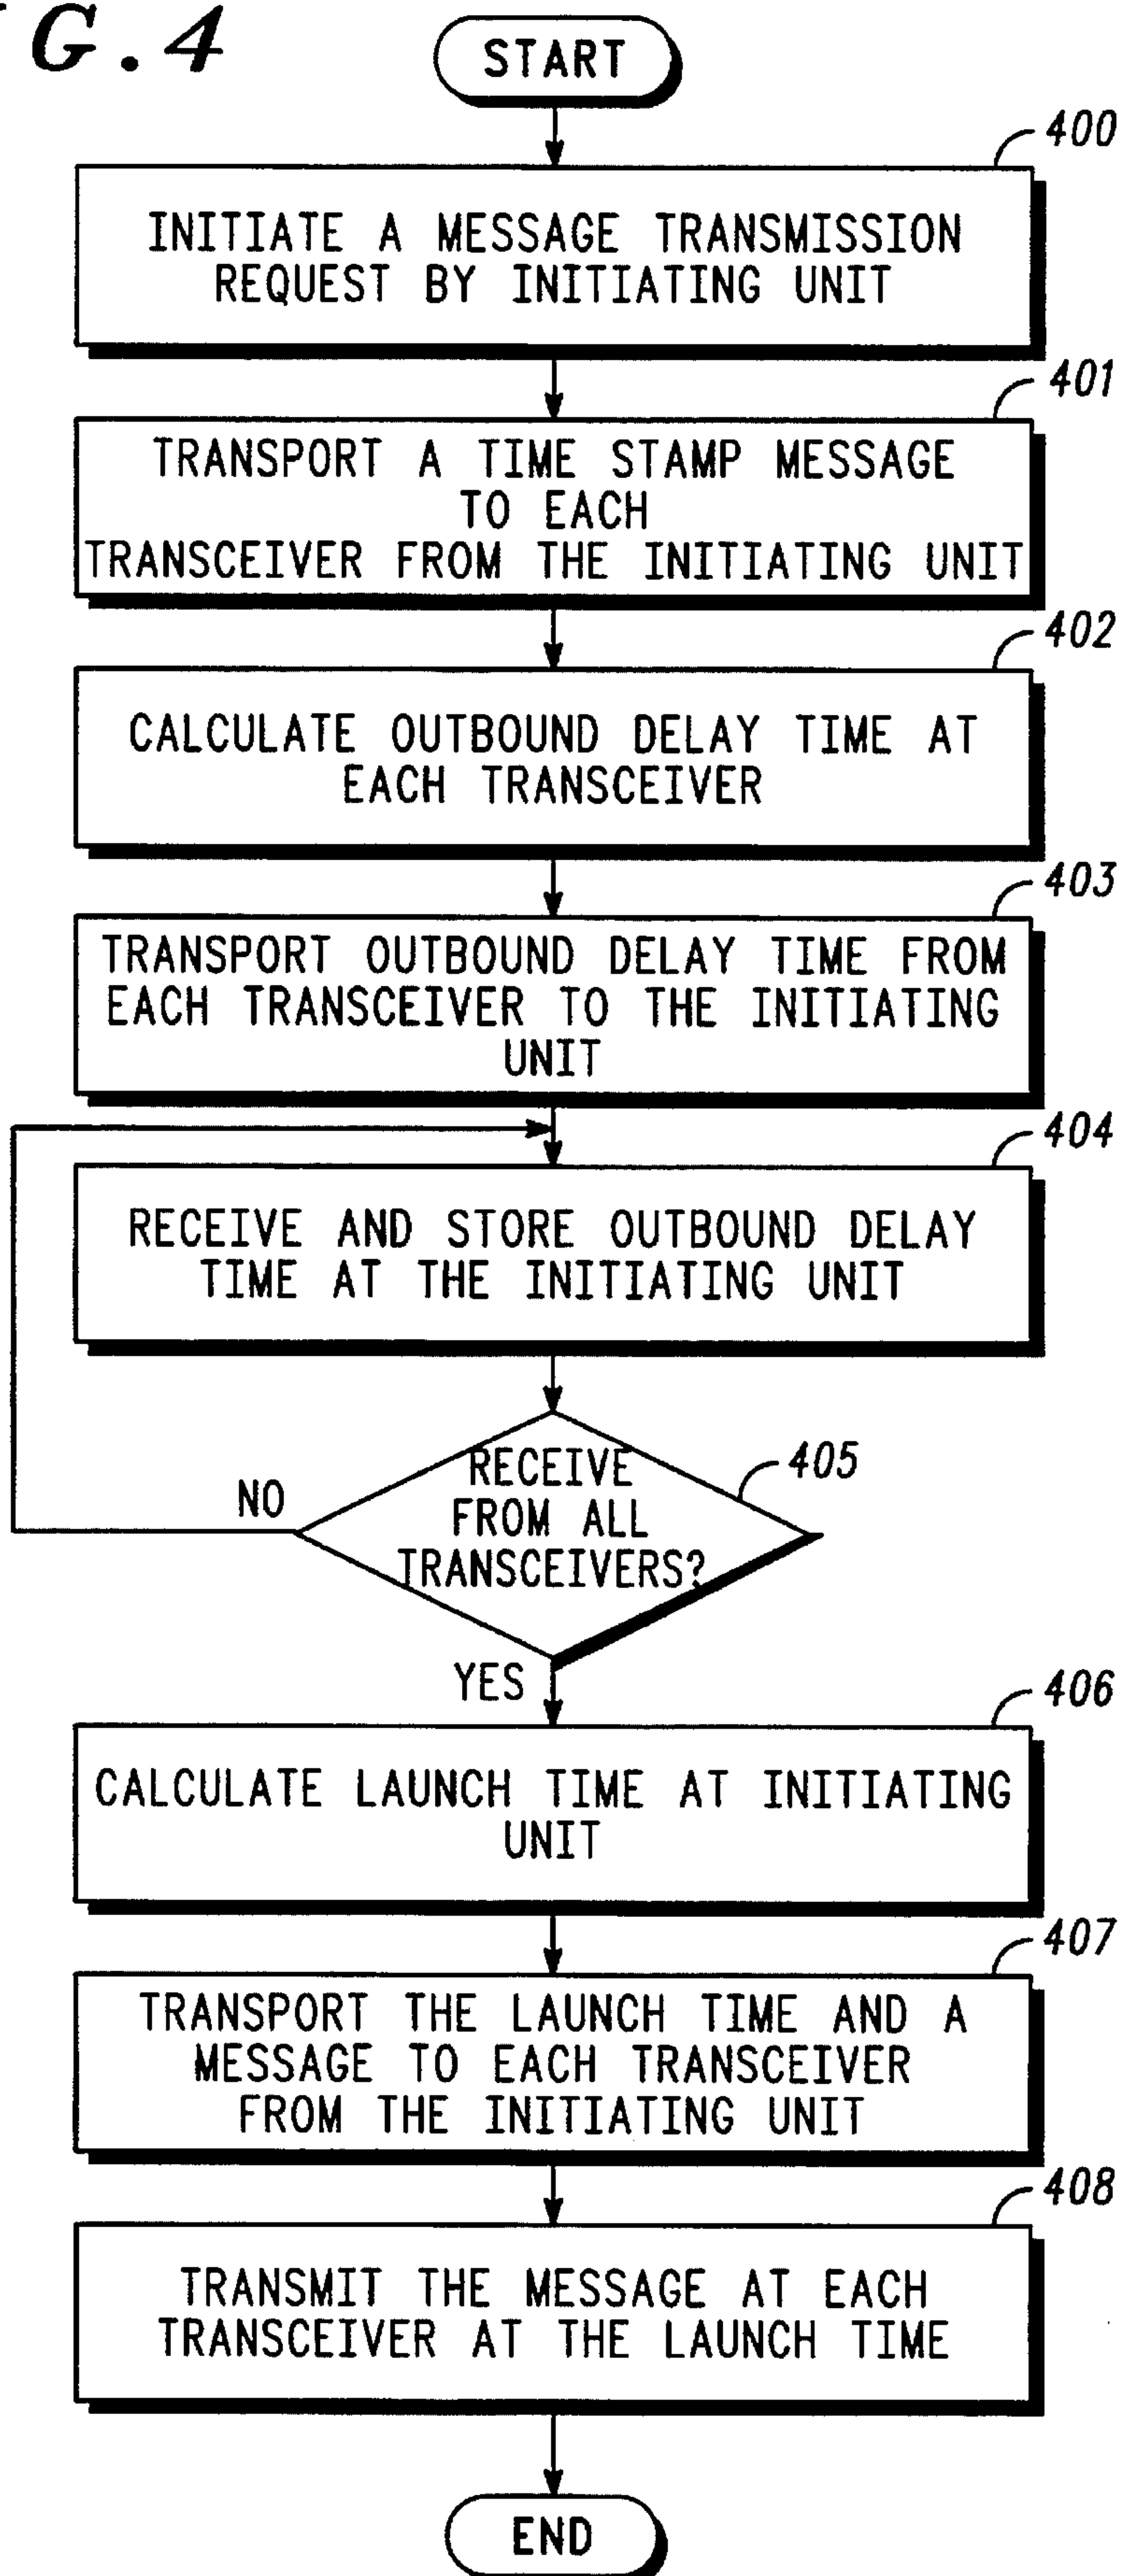 G.4
START
400
INITIATE A MESSAGE TRANSMISSION
REQUEST BY INITIATING UNIT
401
TRANSPORT A TIME STAMP MESSAGE
TO EACH
TRANSCEIVER FROM THE INITIATING UNIT
402
CALCULATE OUTBOUND DELAY TIME AT
EACH TRANSCEIVER
403
TRANSPORT OUTBOUND DELAY TIME FROM
EACH TRANSCEIVER TO THE INITIATING
UNIT
404
RECEIVE AND STORE OUTBOUND DELAY
TIME AT THE INITIATING UNIT
405
RECEIVE
FROM ALL
TRANSCEIVERS?
NO
YES
406
CALCULATE LAUNCH TIME AT INITIATING
UNIT
407
TRANSPORT THE LAUNCH TIME AND A
MESSAGE TO EACH TRANSCEIVER
FROM THE INITIATING UNIT
408
TRANSMIT THE MESSAGE AT EACH
TRANSCEIVER AT THE LAUNCH TIME
END